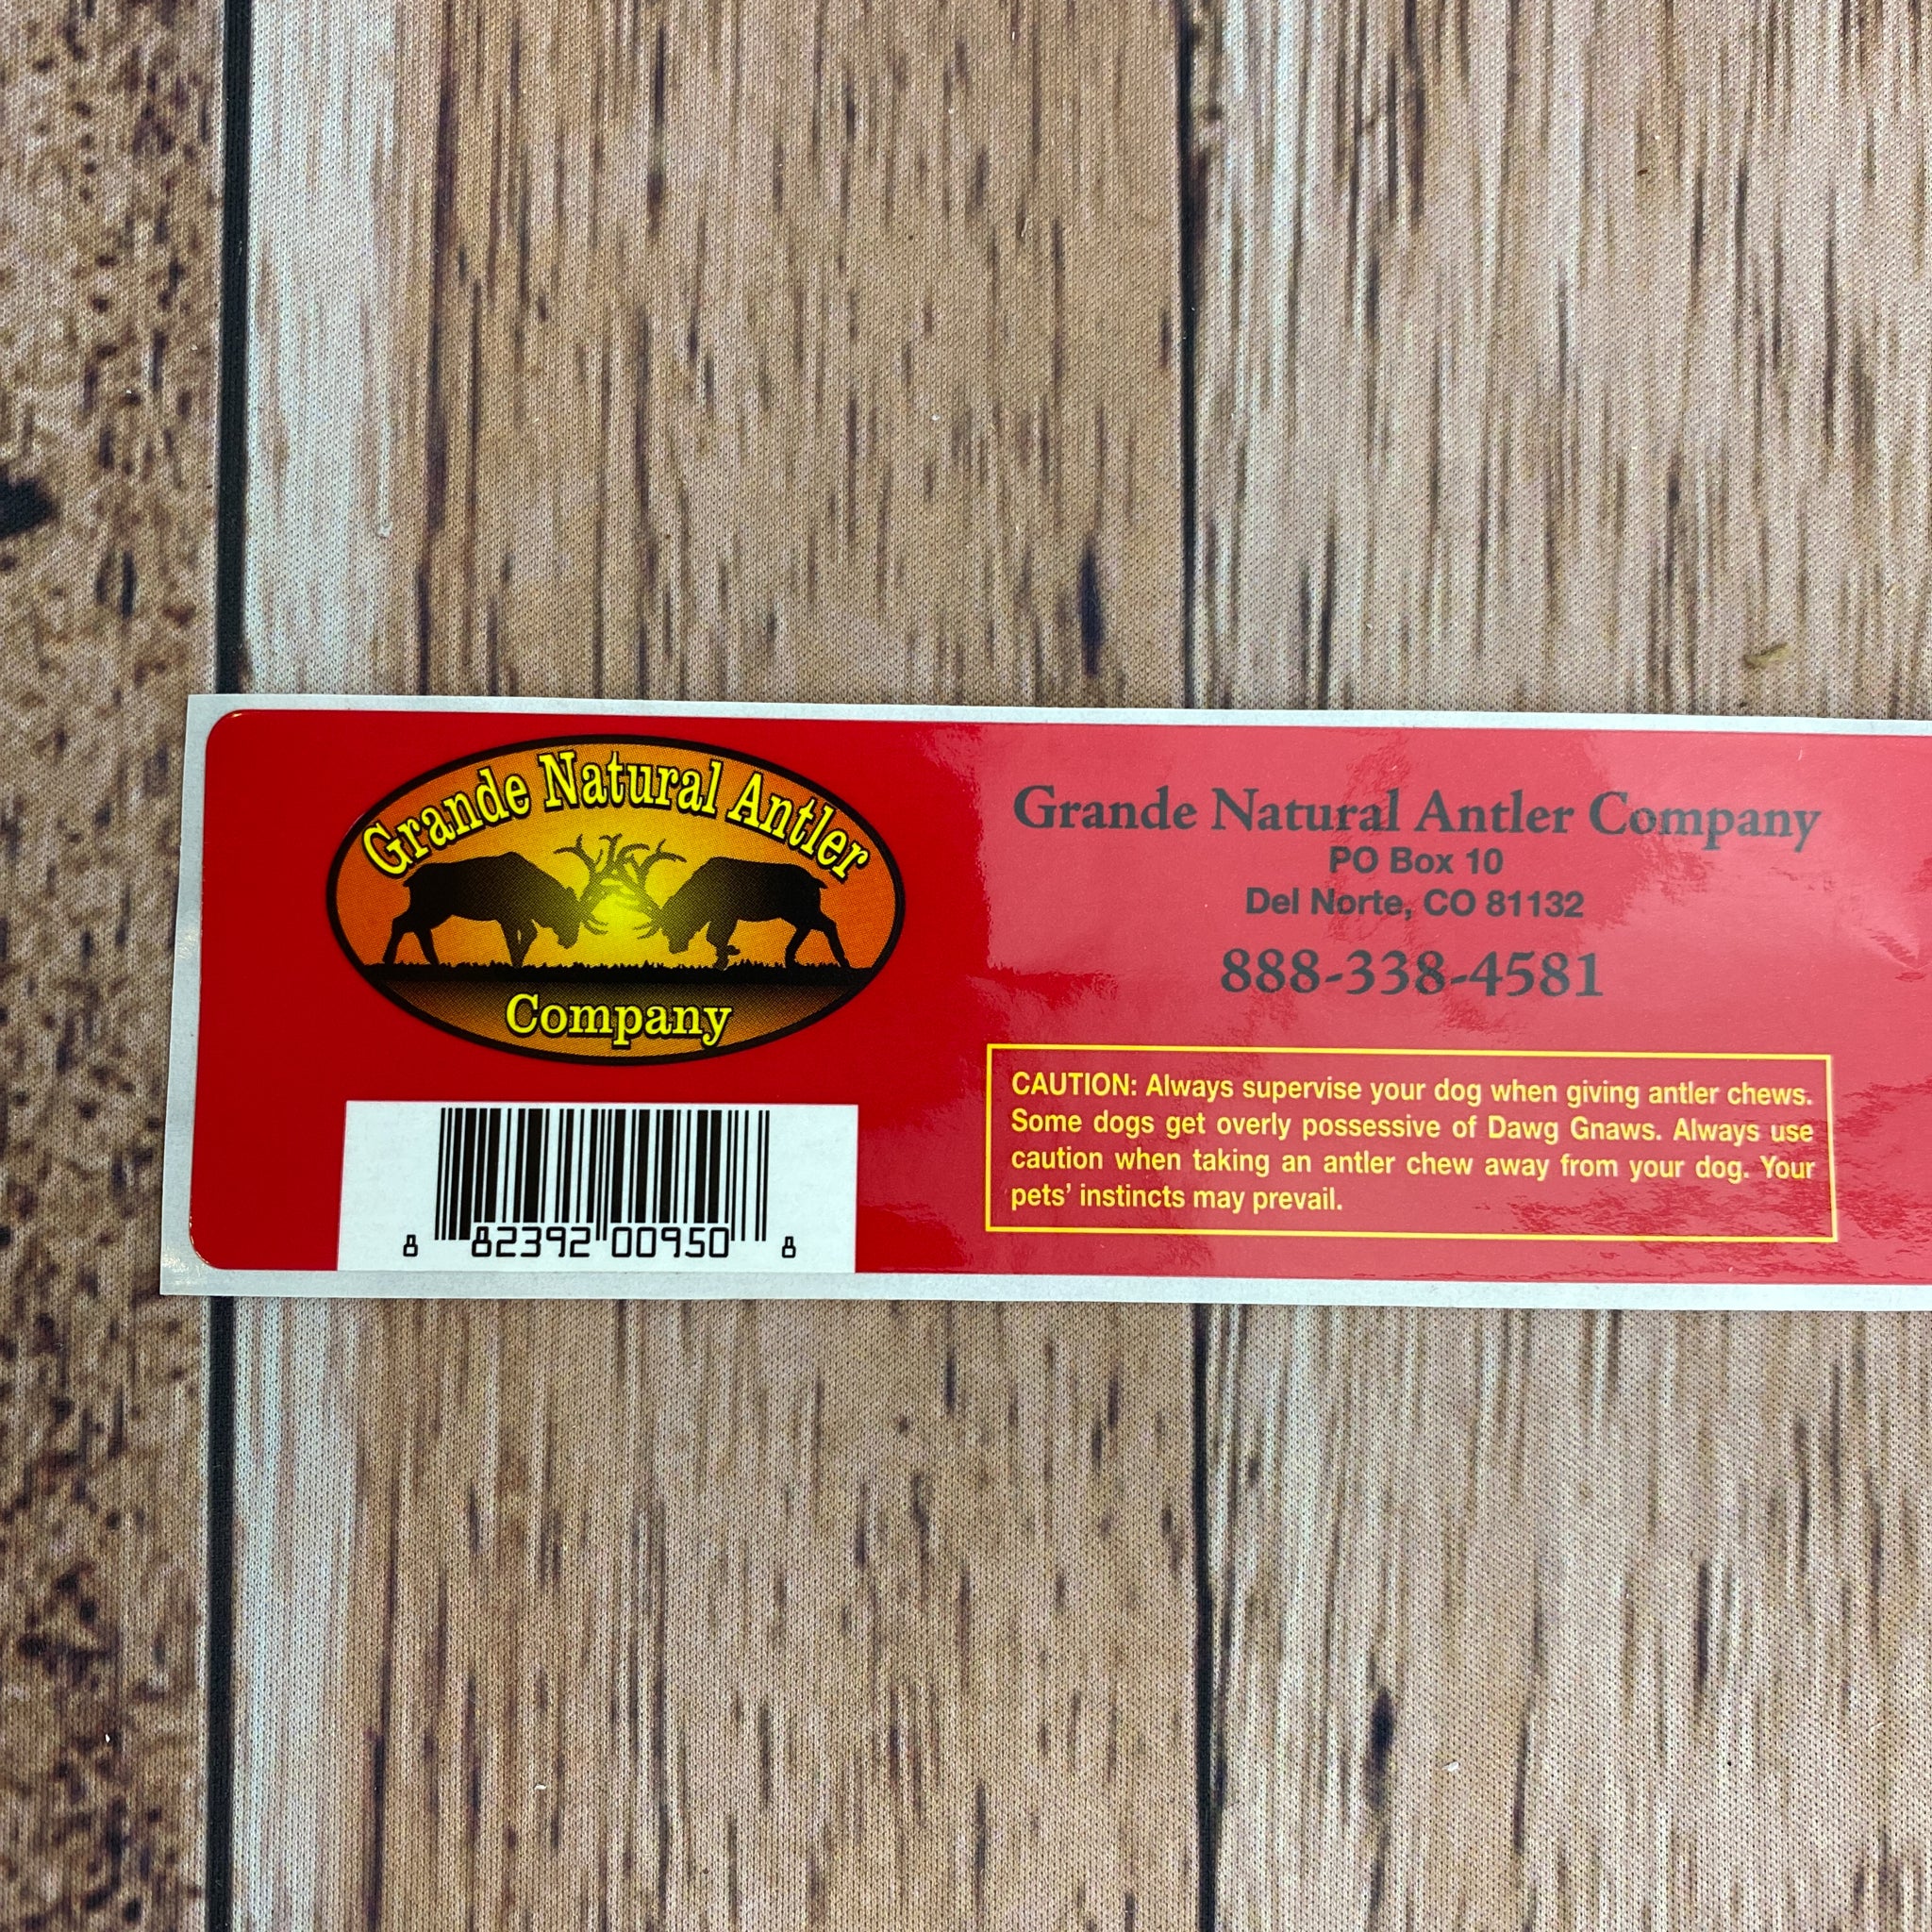 Grande Natural Antler
Company
8 82392 00950 8
Grande Natural Antler Company
PO Box 10
Del Norte, CO 81132
888-338-4581
CAUTION: Always supervise your dog when giving antler chews.
Some dogs get overly possessive of Dawg Gnaws. Always use
caution when taking an antler chew away from your dog. Your
pets’ instincts may prevail.